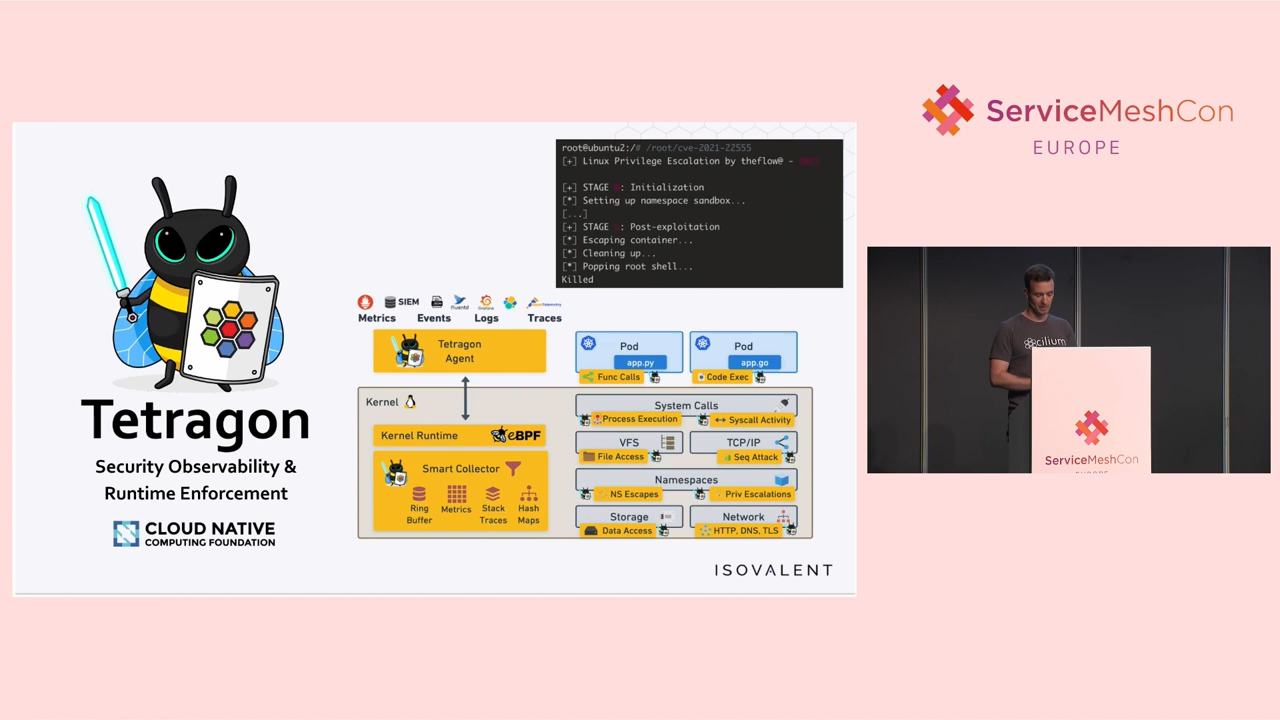 root@ubuntu2:/# /root/cve-2021-22555
[+] Linux Privilege Escalation by theflow@ -
[+] STAGE : Initialization
[*] Setting up namespace sandbox...
[...]
[+] STAGE : Post-exploitation
[*] Escaping container...
[*] Cleaning up...
[*] Popping root shell...
Killed
Tetragon
Security Observability &
Runtime Enforcement
CLOUD NATIVE
COMPUTING FOUNDATION
SIEM
fluentd
Metrics
Events
Logs
Traces
Tetragon
Agent
Kernel
Kernel Runtime
eBPF
Smart Collector
Ring
Buffer
Metrics
Stack
Traces
Hash
Maps
Pod
app.py
Func Calls
Pod
app.go
Code Exec
System Calls
Process Execution
Syscall Activity
VFS
File Access
TCP/IP
Seq Attack
Namespaces
NS Escapes
Priv Escalations
Storage
Data Access
Network
HTTP, DNS, TLS
ISOVALENT
ServiceMeshCon
EUROPE
cilium
ServiceMeshCon